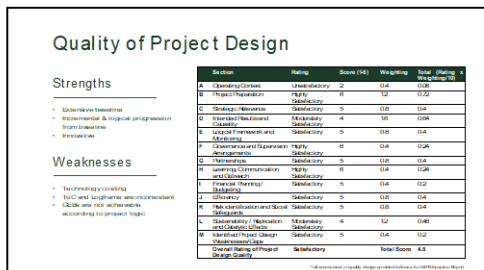 Quality of Project Design
Strengths
• Extensive baseline
• Incremental & logical progression
from baseline
• Innovative
Weaknesses
• Technology costing
• ToC and Logframe are inconsistent
• GEBs are not achievable
according to project logic
Section Rating Score (1-6) Weighting Total (Rating x
Weighting/10)
A Operating Context Unsatisfactory 2 0.4 0.08
B Project Preparation Highly
Satisfactory 6 1.2 0.72
C Strategic Relevance Satisfactory 5 0.8 0.4
D Intended Results and
Causality Moderately
Satisfactory 4 1.6 0.64
E Logical Framework and
Monitoring Satisfactory 5 0.8 0.4
F Governance and Supervision
Arrangements Highly
Satisfactory 6 0.4 0.24
G Partnerships Satisfactory 5 0.8 0.4
H Learning, Communication
and Outreach Highly
Satisfactory 6 0.4 0.24
I Financial Planning /
Budgeting Satisfactory 5 0.4 0.2
J Efficiency Satisfactory 5 0.8 0.4
K Risk identification and Social
Safeguards Satisfactory 5 0.8 0.4
L Sustainability / Replication
and Catalytic Effects Moderately
Satisfactory 4 1.2 0.48
M Identified Project Design
Weaknesses/Gaps Satisfactory 5 0.4 0.2
Overall Rating of Project
Design Quality Satisfactory Total Score 4.8